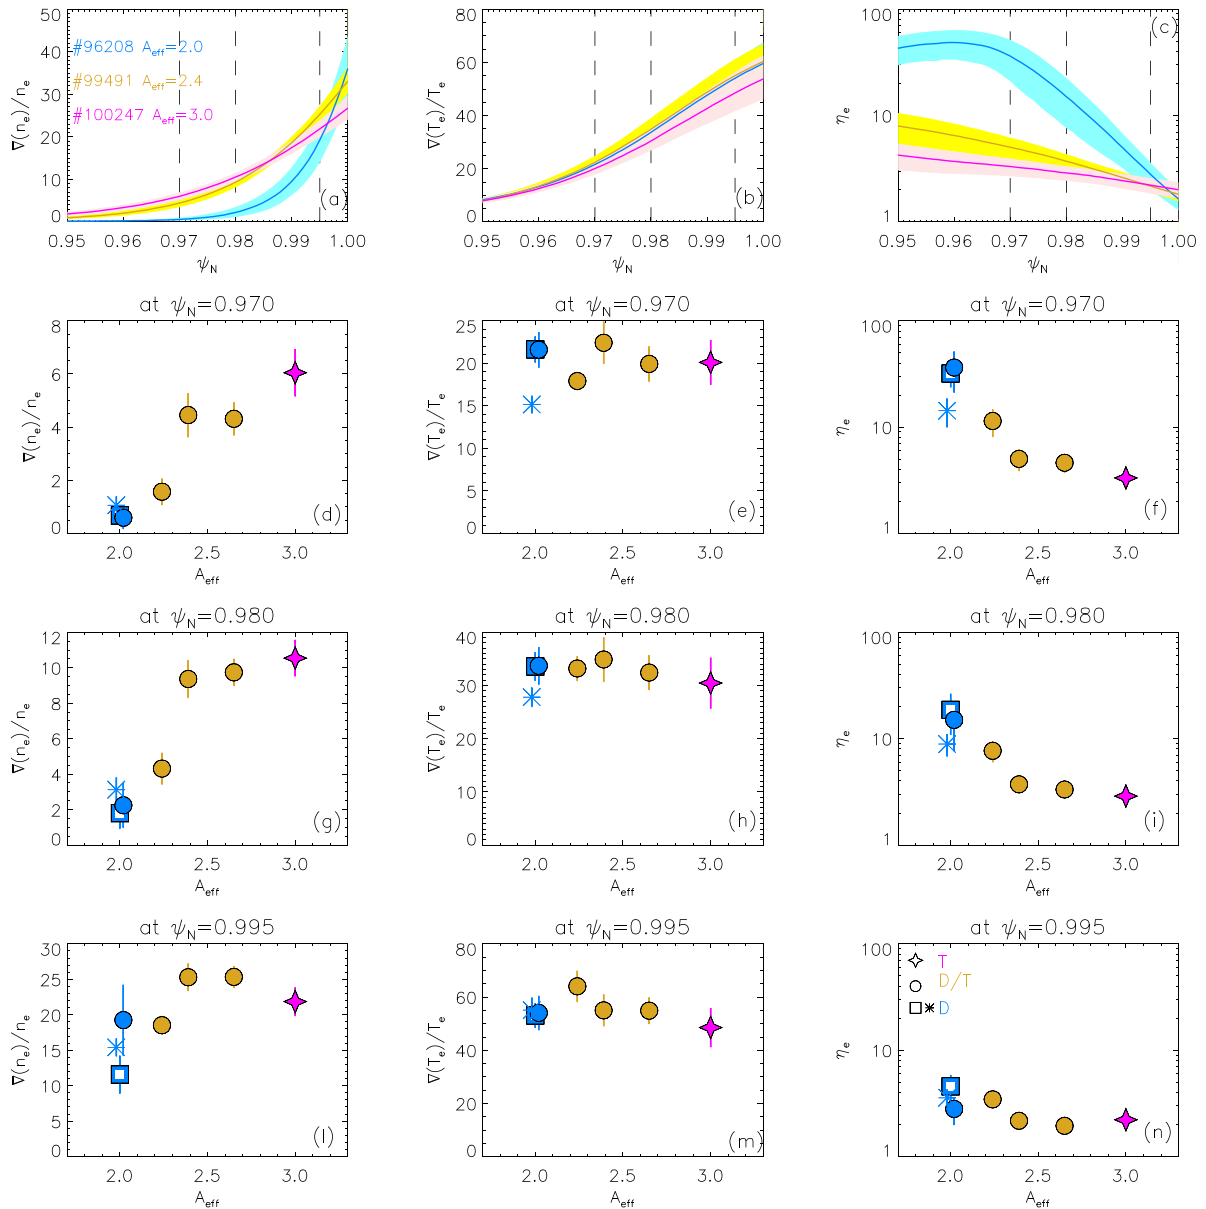 50
40
30
20
10
0
∇(n_e)/n_e
#96208 A_eff=2.0
#99491 A_eff=2.4
#100247 A_eff=3.0
(a)
0.95 0.96 0.97 0.98 0.99 1.00
ψ_N
80
60
40
20
0
∇(T_e)/T_e
(b)
0.95 0.96 0.97 0.98 0.99 1.00
ψ_N
100
10
1
η_e
(c)
0.95 0.96 0.97 0.98 0.99 1.00
ψ_N
at ψ_N=0.970
8
6
4
2
0
∇(n_e)/n_e
(d)
2.0 2.5 3.0
A_eff
at ψ_N=0.970
25
20
15
10
5
0
∇(T_e)/T_e
(e)
2.0 2.5 3.0
A_eff
at ψ_N=0.970
100
10
1
η_e
(f)
2.0 2.5 3.0
A_eff
at ψ_N=0.980
12
10
8
6
4
2
0
∇(n_e)/n_e
(g)
2.0 2.5 3.0
A_eff
at ψ_N=0.980
40
30
20
10
0
∇(T_e)/T_e
(h)
2.0 2.5 3.0
A_eff
at ψ_N=0.980
100
10
1
η_e
(i)
2.0 2.5 3.0
A_eff
at ψ_N=0.995
30
25
20
15
10
5
0
∇(n_e)/n_e
(l)
2.0 2.5 3.0
A_eff
at ψ_N=0.995
80
60
40
20
0
∇(T_e)/T_e
(m)
2.0 2.5 3.0
A_eff
at ψ_N=0.995
100
10
1
η_e
T
D/T
D
(n)
2.0 2.5 3.0
A_eff